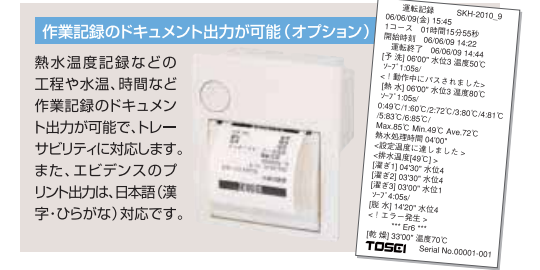 作業記録のドキュメント出力が可能（オプション）
熱水温度記録などの
工程や水温、時間など
作業記録のドキュメン
ト出力が可能で、トレー
サビリティに対応します。
また、エビデンスのプ
リント出力は、日本語（漢
字・ひらがな）対応です。
運転記録 SKH-2010_9
06/06/09(金) 15:45
1コース 01時間15分55秒
開始時刻 06/06/09 14:22
運転終了 06/06/09 14:44
[予 洗] 06'00" 水位3 温度50℃
ｿｰﾌﾟ1:05s/
<！動作中にパスされました>
[熱 水] 06'00" 水位3 温度80℃
ｿｰﾌﾟ1:05s/
0:49℃/1:60℃/2:72℃/3:80℃/4:81℃
/5:83℃/6:85℃/
Max.85℃ Min.49℃ Ave.72℃
熱水処理時間 04'00"
<設定温度に達しました>
<排水温度[49℃]>
[濯ぎ1] 04'30" 水位4
[濯ぎ2] 03'30" 水位4
[濯ぎ3] 03'00" 水位1
ｿｰﾌﾟ4:05s/
[脱 水] 14'20" 水位4
<！エラー発生>
*** Er6 ***
[乾 燥] 33'00" 温度70℃
TOSEI Serial No.00001-001